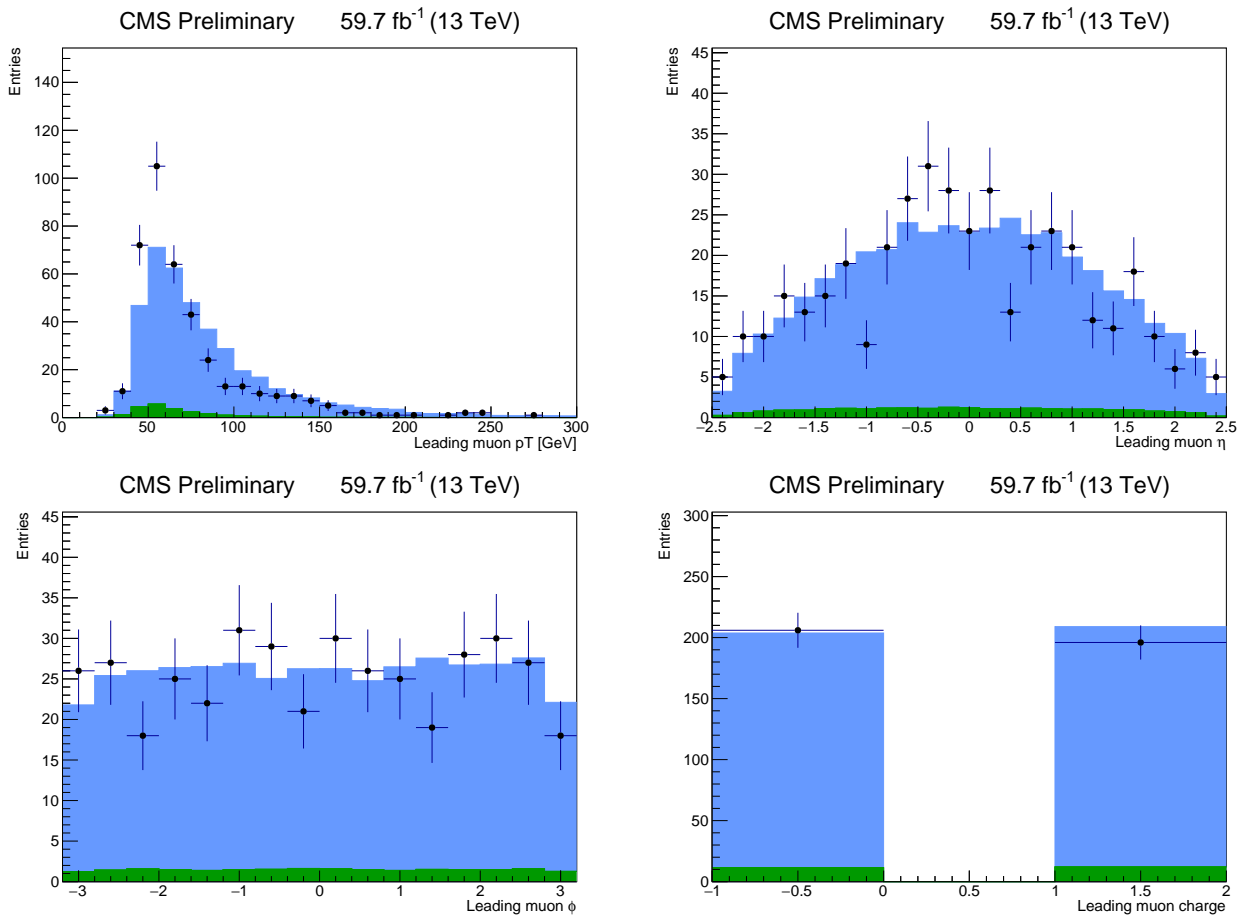 CMS Preliminary 59.7 fb⁻¹ (13 TeV)
Entries
140
120
100
80
60
40
20
0
0 50 100 150 200 250 300
Leading muon pT [GeV]
CMS Preliminary 59.7 fb⁻¹ (13 TeV)
Entries
45
40
35
30
25
20
15
10
5
0
−2.5 −2 −1.5 −1 −0.5 0 0.5 1 1.5 2 2.5
Leading muon η
CMS Preliminary 59.7 fb⁻¹ (13 TeV)
Entries
45
40
35
30
25
20
15
10
5
0
−3 −2 −1 0 1 2 3
Leading muon ϕ
CMS Preliminary 59.7 fb⁻¹ (13 TeV)
Entries
300
250
200
150
100
50
0
−1 −0.5 0 0.5 1 1.5 2
Leading muon charge